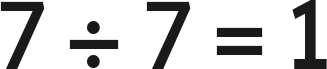 7 ÷ 7 = 1